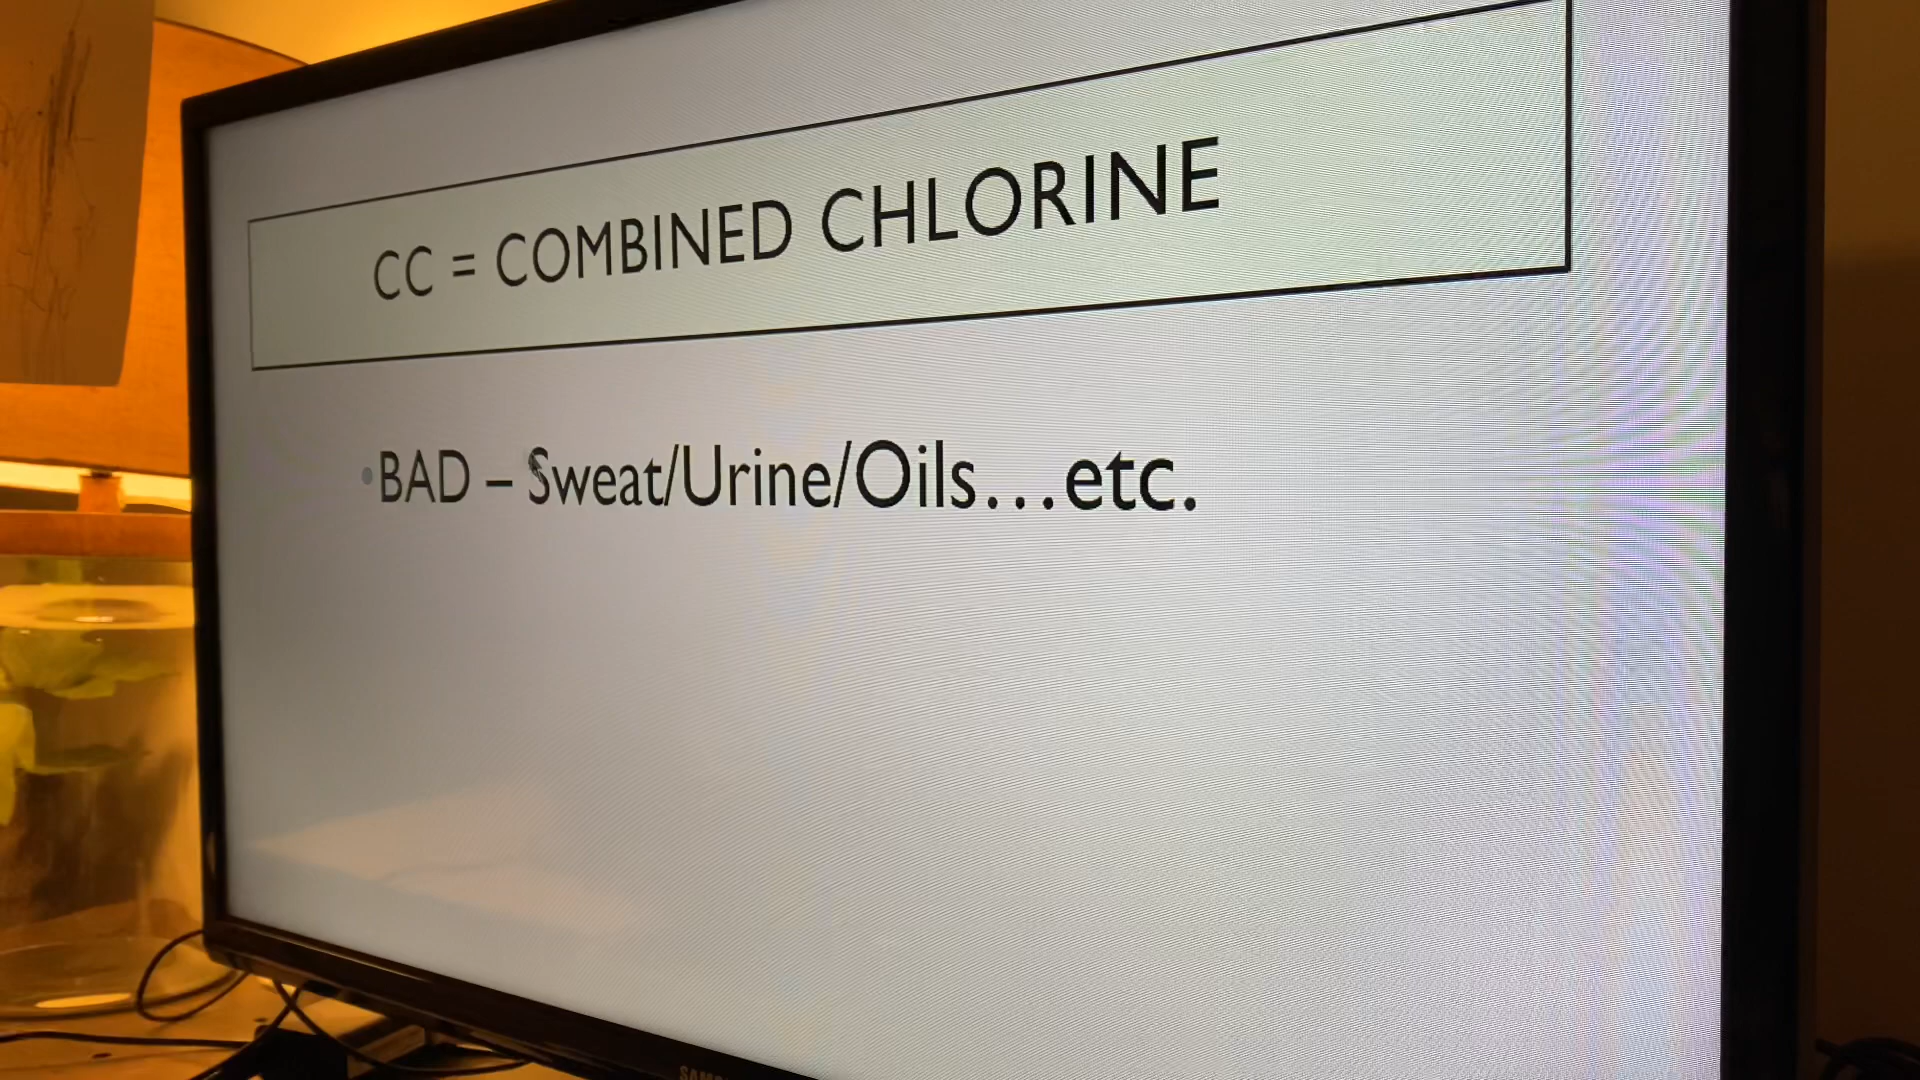 CC = COMBINED CHLORINE
•BAD – Sweat/Urine/Oils...etc.